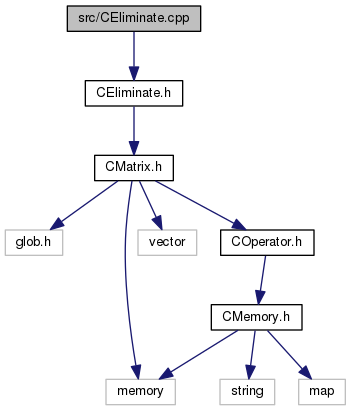 src/CEliminate.cpp
CEliminate.h
CMatrix.h
glob.h
vector
COperator.h
CMemory.h
memory
string
map